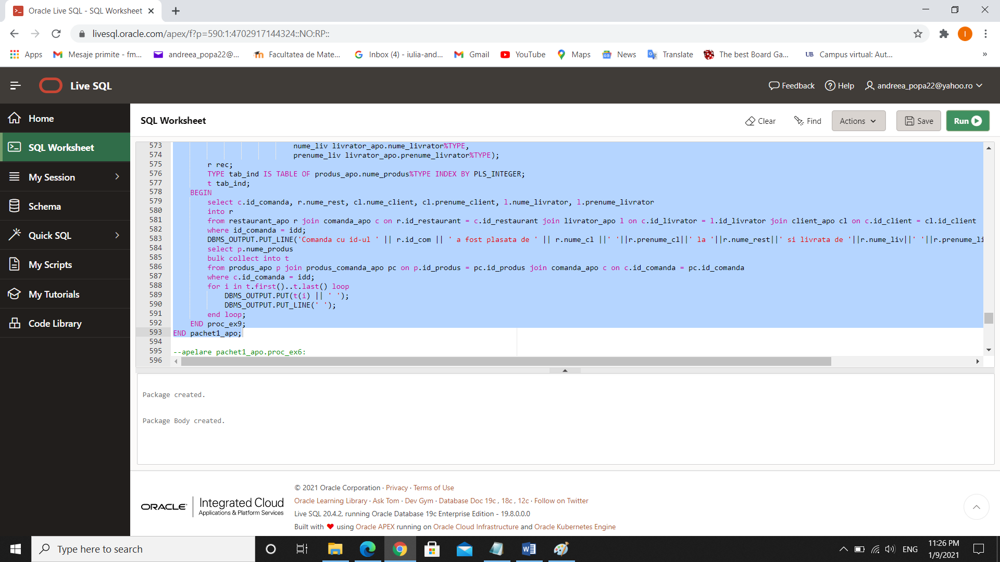 Oracle Live SQL - SQL Worksheet
livesql.oracle.com/apex/f?p=590:1:4702917144324::NO:RP::
I
Apps
Mesaje primite - fm...
andreea_popa22@...
Facultatea de Mate...
Inbox (4) - iulia-and...
Gmail
YouTube
Maps
News
Translate
The best Board Ga...
UB Campus virtual: Aut...
»
Live SQL
Feedback
Help
andreea_popa22@yahoo.ro
Home
SQL Worksheet
My Session
Schema
Quick SQL
My Scripts
My Tutorials
Code Library
SQL Worksheet
Clear
Find
Actions
Save
Run
573 nume_liv livrator_apo.nume_livrator%TYPE,
574 prenume_liv livrator_apo.prenume_livrator%TYPE);
575 r rec;
576 TYPE tab_ind IS TABLE OF produs_apo.nume_produs%TYPE INDEX BY PLS_INTEGER;
577 t tab_ind;
578 BEGIN
579 select c.id_comanda, r.nume_rest, cl.nume_client, cl.prenume_client, l.nume_livrator, l.prenume_livrator
580 into r
581 from restaurant_apo r join comanda_apo c on r.id_restaurant = c.id_restaurant join livrator_apo l on c.id_livrator = l.id_livrator join client_apo cl on c.id_client = cl.id_client
582 where id_comanda = idd;
583 DBMS_OUTPUT.PUT_LINE('Comanda cu id-ul ' || r.id_com || ' a fost plasata de ' || r.nume_cl ||' '||r.prenume_cl||' la '||r.nume_rest||' si livrata de '||r.nume_liv||' '||r.prenume_li
584 select p.nume_produs
585 bulk collect into t
586 from produs_apo p join produs_comanda_apo pc on p.id_produs = pc.id_produs join comanda_apo c on c.id_comanda = pc.id_comanda
587 where c.id_comanda = idd;
588 for i in t.first()..t.last() loop
589 DBMS_OUTPUT.PUT(t(i) || ' ');
590 DBMS_OUTPUT.PUT_LINE(' ');
591 end loop;
592 END proc_ex9;
593 END pachet1_apo;
594
595 --apelare pachet1_apo.proc_ex6:
596
Package created.
Package Body created.
ORACLE Integrated Cloud
Applications & Platform Services
© 2021 Oracle Corporation · Privacy · Terms of Use
Oracle Learning Library · Ask Tom · Dev Gym · Database Doc 19c, 18c, 12c · Follow on Twitter
Live SQL 20.4.2, running Oracle Database 19c Enterprise Edition - 19.8.0.0.0
Built with ❤ using Oracle APEX running on Oracle Cloud Infrastructure and Oracle Kubernetes Engine
Type here to search
ENG
11:26 PM
1/9/2021